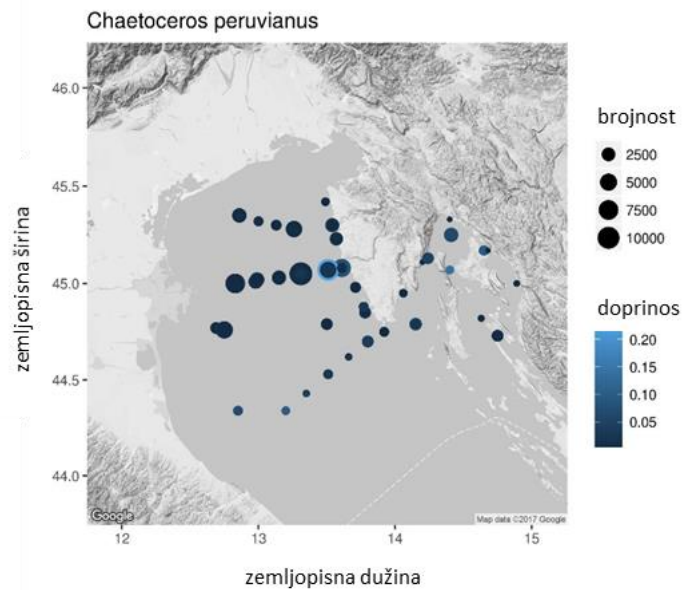 Chaetoceros peruvianus
46.0
45.5
45.0
44.5
44.0
zemljopisna širina
12
13
14
15
zemljopisna dužina
Google
Map data ©2017 Google
brojnost
2500
5000
7500
10000
doprinos
0.20
0.15
0.10
0.05